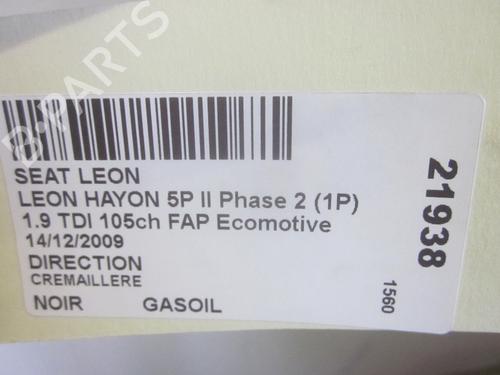 B-PARTS
SEAT LEON
LEON HAYON 5P II Phase 2 (1P)
1.9 TDI 105ch FAP Ecomotive
14/12/2009
DIRECTION
CREMAILLERE
NOIR GASOIL
21938
1560